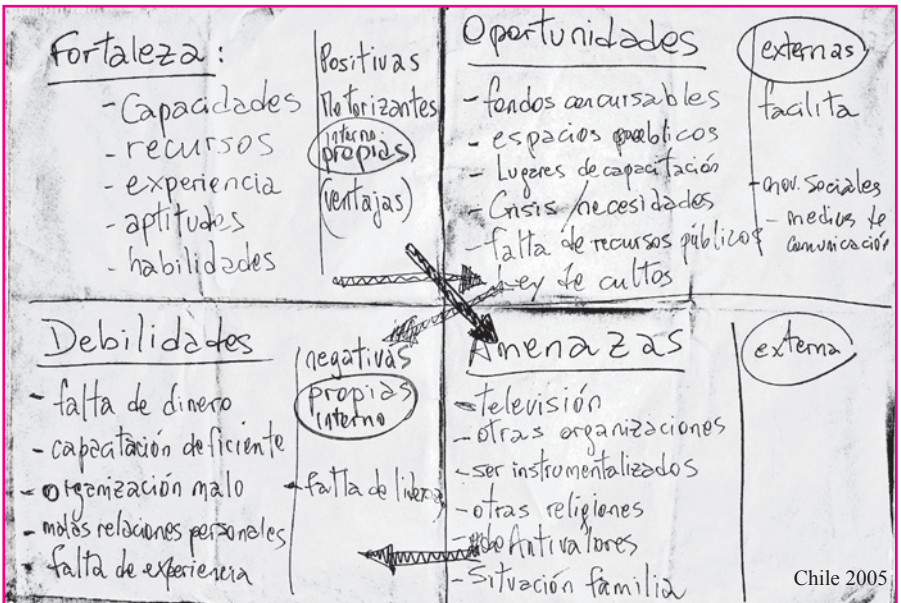 Fortaleza:
- Capacidades
- recursos
- experiencia
- aptitudes
- habilidades
Positivas
Motorizantes
interno
propias
(ventajas)
Oportunidades
- fondos concursables
- espacios públicos
- Lugares de capacitación
- Crisis/necesidades
- falta de recursos públicos
- Ley de cultos
externas
facilita
- mov. Sociales
- medios de
comunicación
Debilidades
- falta de dinero
- capacitación deficiente
- organización malo
- malas relaciones personales
- falta de experiencia
negativas
propias
interno
- falta de
Amenazas
- televisión
- otras organizaciones
- ser instrumentalizados
- otras religiones
- Antivalores
- Situación familia
externa
Chile 2005